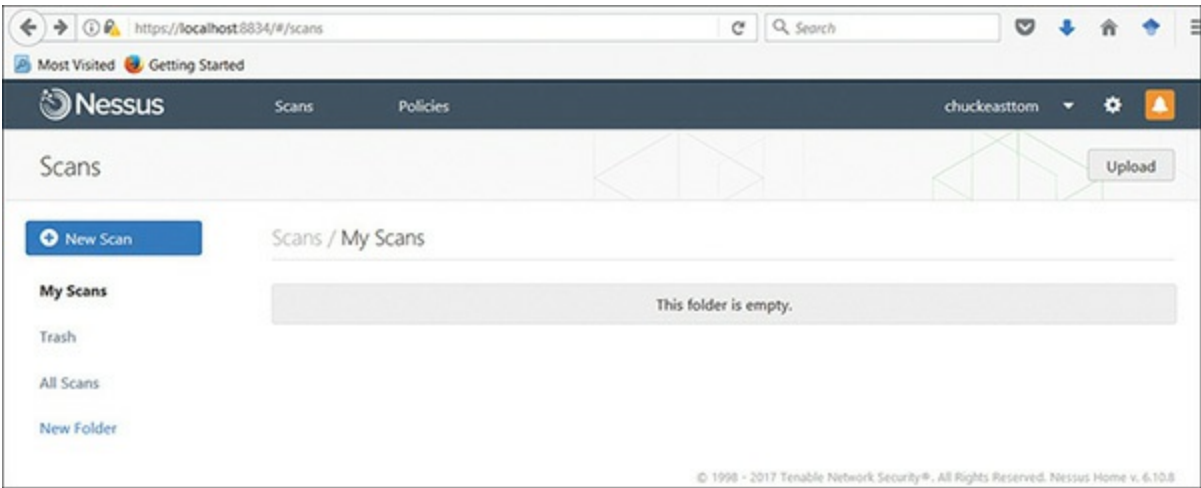 https://localhost:8834/#/scans
Search
Most Visited Getting Started
Nessus Scans Policies chuckeasttom
Scans Upload
New Scan Scans / My Scans
My Scans
This folder is empty.
Trash
All Scans
New Folder
© 1998 - 2017 Tenable Network Security®. All Rights Reserved. Nessus Home v. 6.10.8